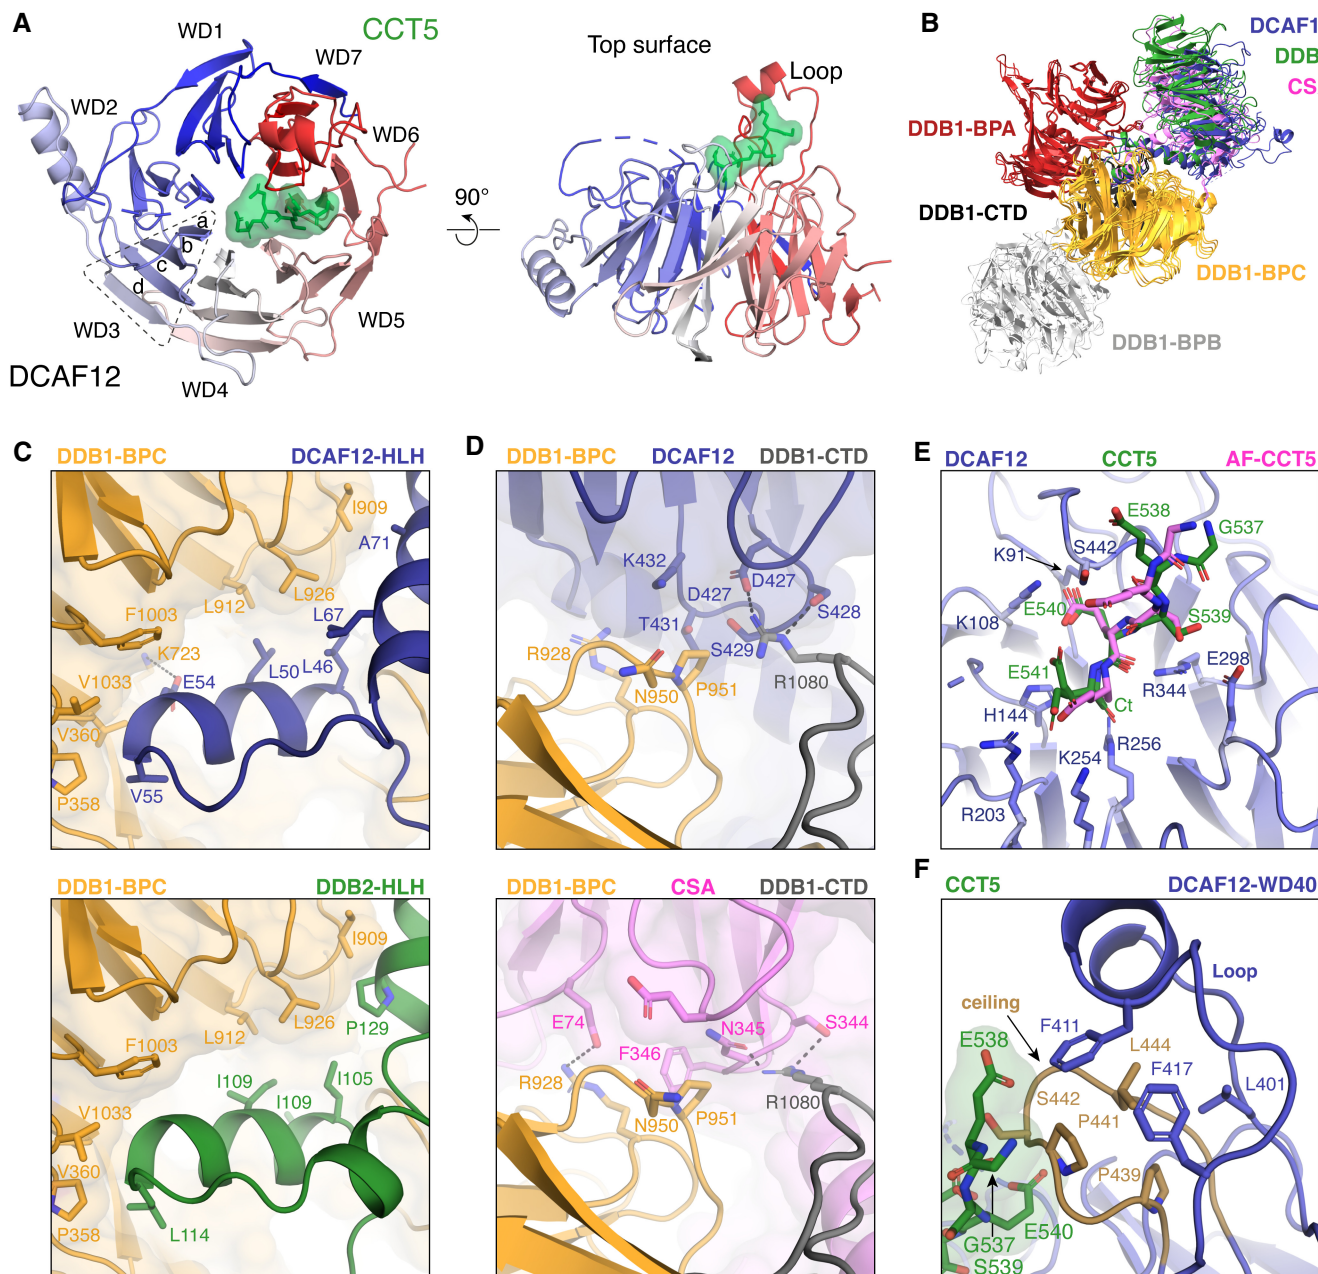 A
WD1
CCT5
WD7
WD2
WD6
a
b
c
d
WD3
WD5
WD4
DCAF12
90°
Top surface
Loop
B
DCAF1
DDB
CS
DDB1-BPA
DDB1-CTD
DDB1-BPC
DDB1-BPB
C
DDB1-BPC DCAF12-HLH
I909
A71
L912
L926
F1003
L67
K723
V1033
E54
L50
L46
V360
P358
V55
DDB1-BPC DDB2-HLH
I909
P129
L912
L926
F1003
I109
I105
I109
V1033
V360
P358
L114
D
DDB1-BPC DCAF12 DDB1-CTD
K432
D427
D427
S428
T431
S429
R928
N950
P951
R1080
DDB1-BPC CSA DDB1-CTD
E74
N345
S344
F346
R928
N950
P951
R1080
E
DCAF12 CCT5 AF-CCT5
E538
G537
K91
S442
E540
S539
K108
E541
R344
E298
H144
Ct
R256
K254
R203
F
CCT5 DCAF12-WD40
Loop
ceiling
E538
F411
L444
F417
L401
S442
P441
P439
E540
G537
S539